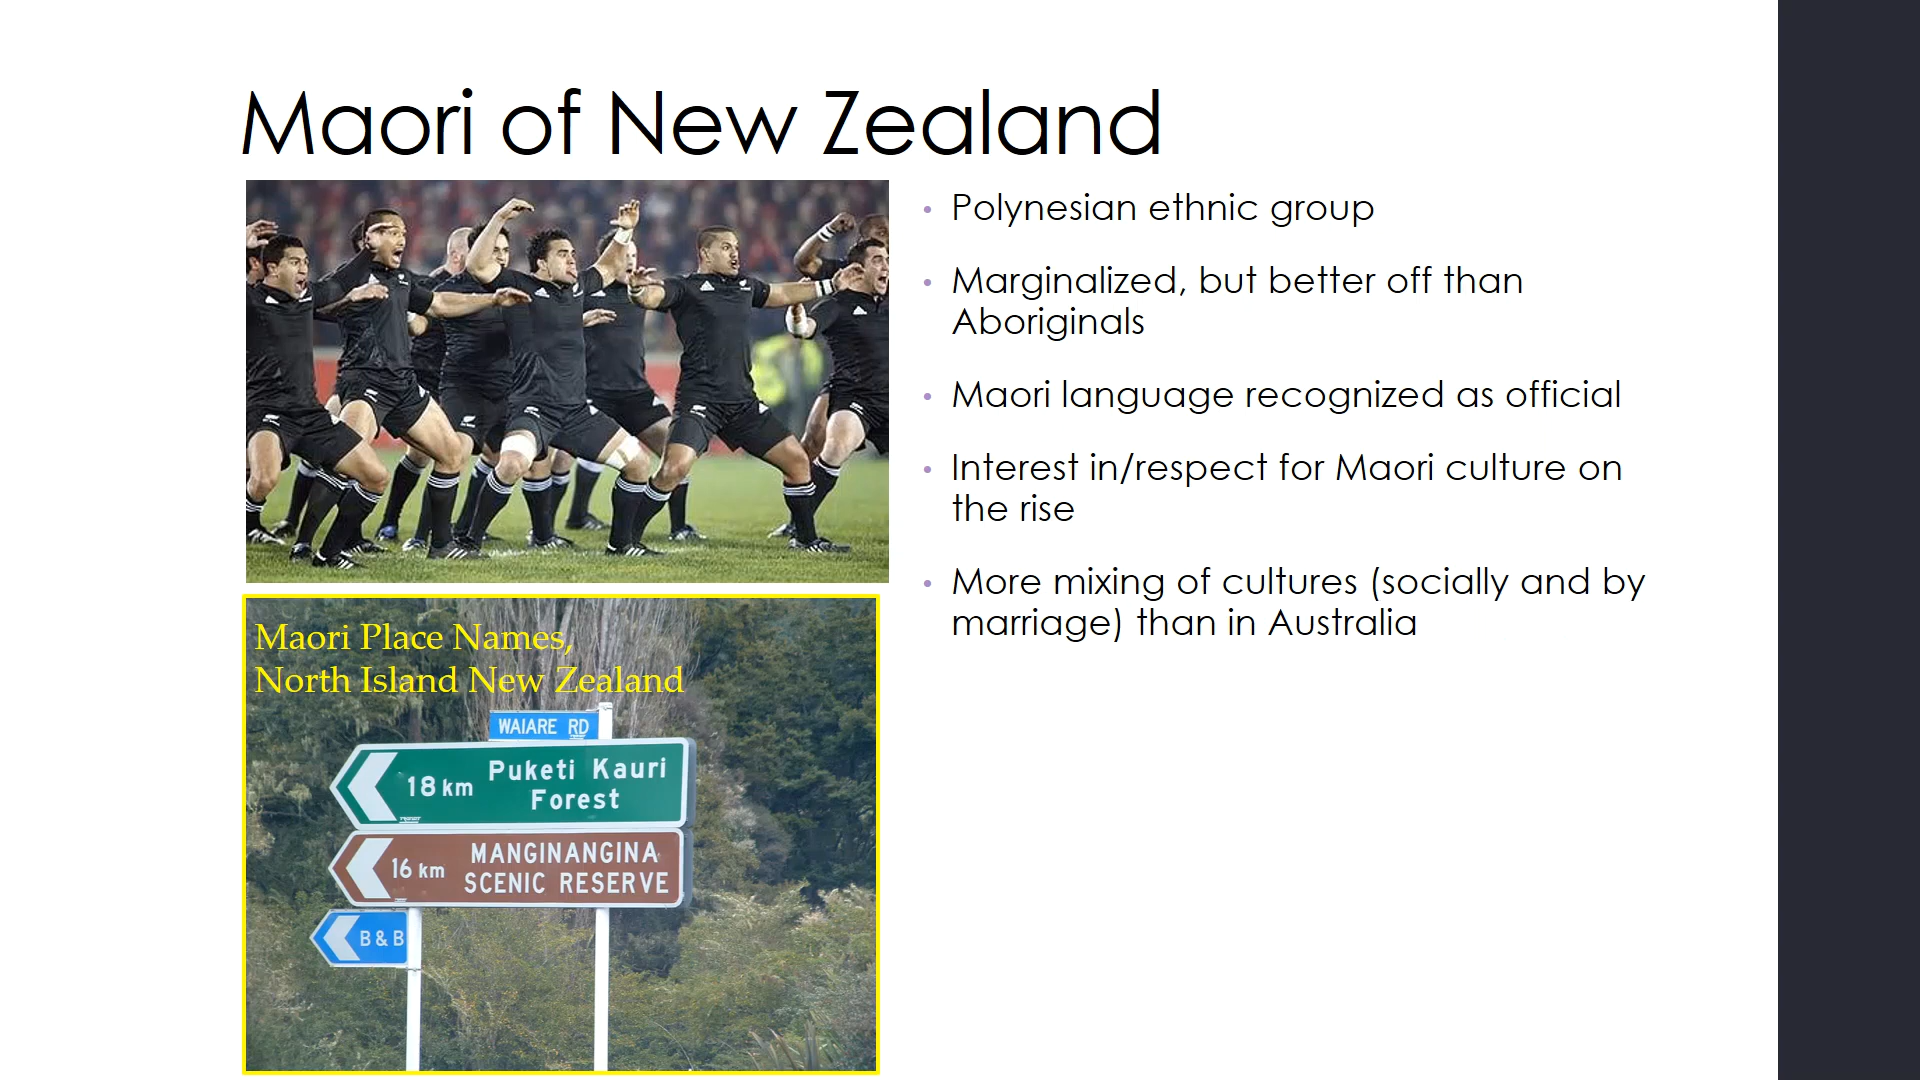 Maori of New Zealand
• Polynesian ethnic group
• Marginalized, but better off than
Aboriginals
• Maori language recognized as official
• Interest in/respect for Maori culture on
the rise
• More mixing of cultures (socially and by
marriage) than in Australia
Maori Place Names,
North Island New Zealand
WAIARE RD
18 km Puketi Kauri
Forest
16 km MANGINANGINA
SCENIC RESERVE
B & B